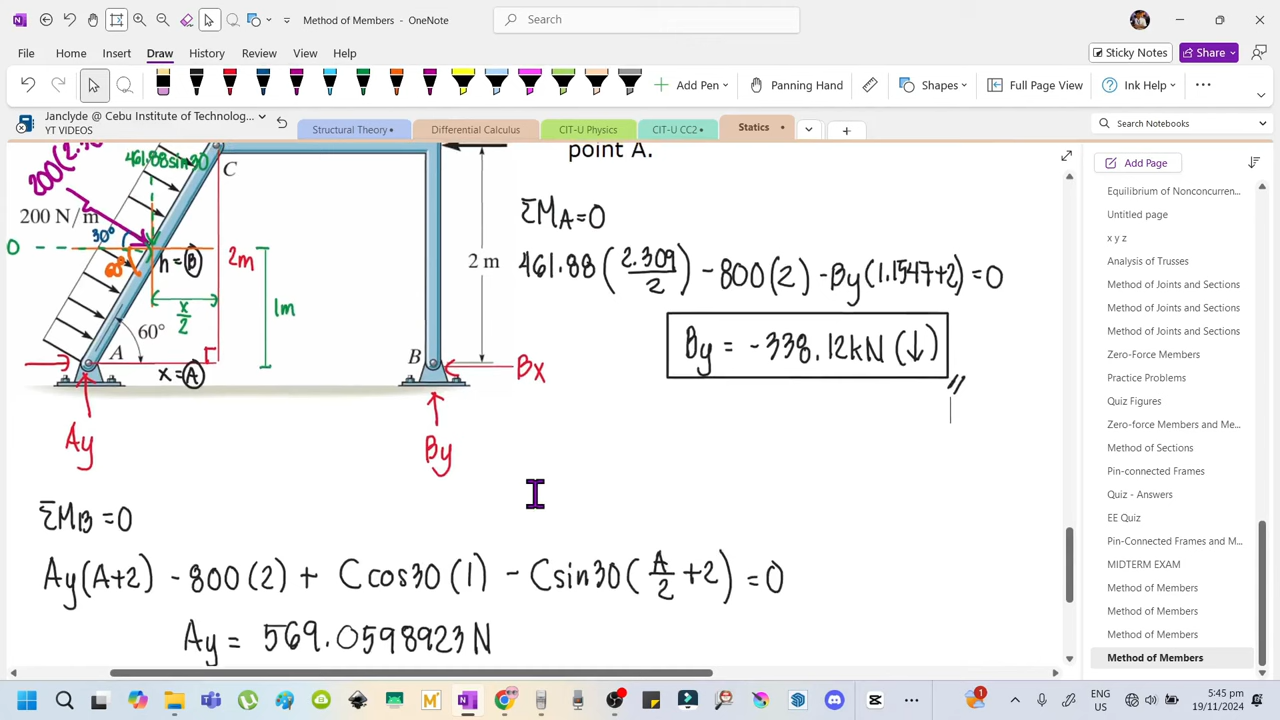 Method of Members - OneNote
Search
File Home Insert Draw History Review View Help
Sticky Notes Share
Add Pen Panning Hand Shapes Full Page View Ink Help
Janclyde @ Cebu Institute of Technolog...
YT VIDEOS
Structural Theory Differential Calculus CIT-U Physics CIT-U CC2 Statics
Search Notebooks
Add Page
Equilibrium of Nonconcurren...
Untitled page
x y z
Analysis of Trusses
Method of Joints and Sections
Method of Joints and Sections
Method of Joints and Sections
Zero-Force Members
Practice Problems
Quiz Figures
Zero-force Members and Me...
Method of Sections
Pin-connected Frames
Quiz - Answers
EE Quiz
Pin-Connected Frames and M...
MIDTERM EXAM
Method of Members
Method of Members
Method of Members
Method of Members
point A.
461.88sin30
C
200 N/m
30°
60°
h=B
2m
x/2
1m
2 m
60°
A
x=A
B
Bx
Ay
By
ΣMA=0
461.88(2.309/2) - 800(2) - By(1.1547+2)=0
By = -338.12kN(↓)
ΣMB=0
Ay(A+2) - 800(2) + Ccos30(1) - Csin30(A/2+2)=0
Ay = 569.0598923N
ENG
US
5:45 pm
19/11/2024